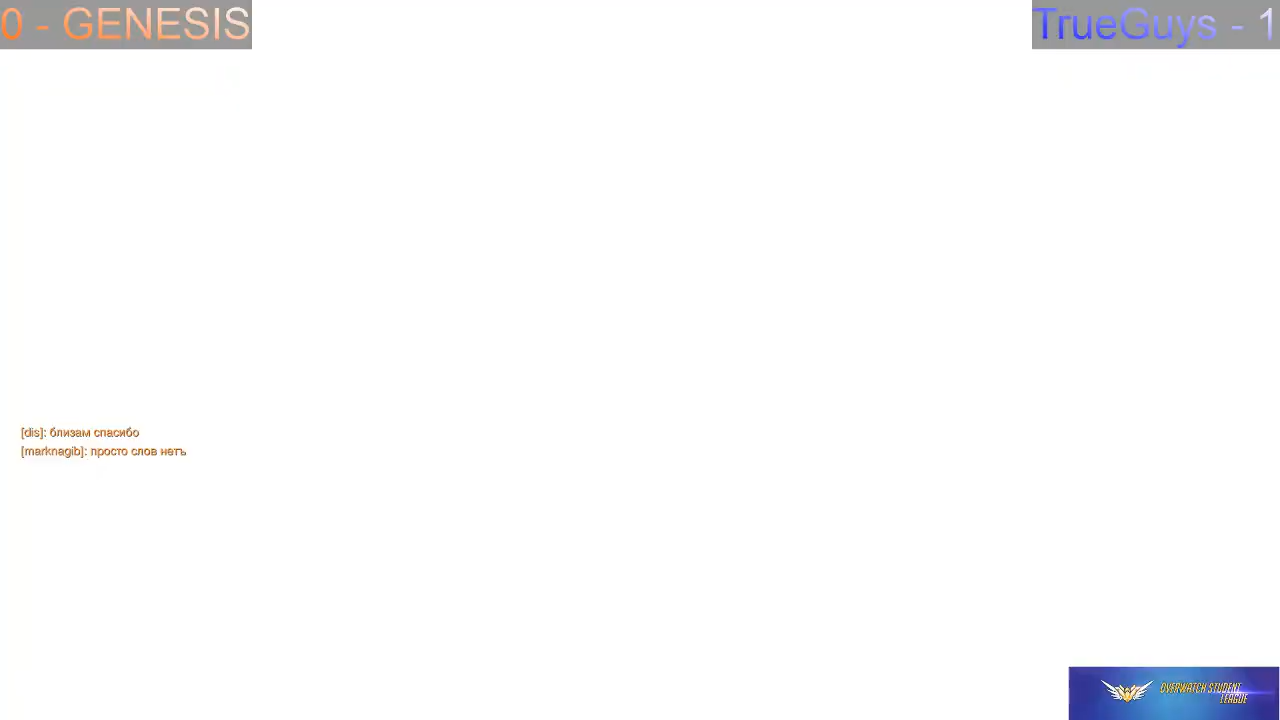 0 - GENESIS
TrueGuys - 1
[dis]: близам спасибо
[marknagib]: просто слов нетъ
OVERWATCH STUDENT
LEAGUE